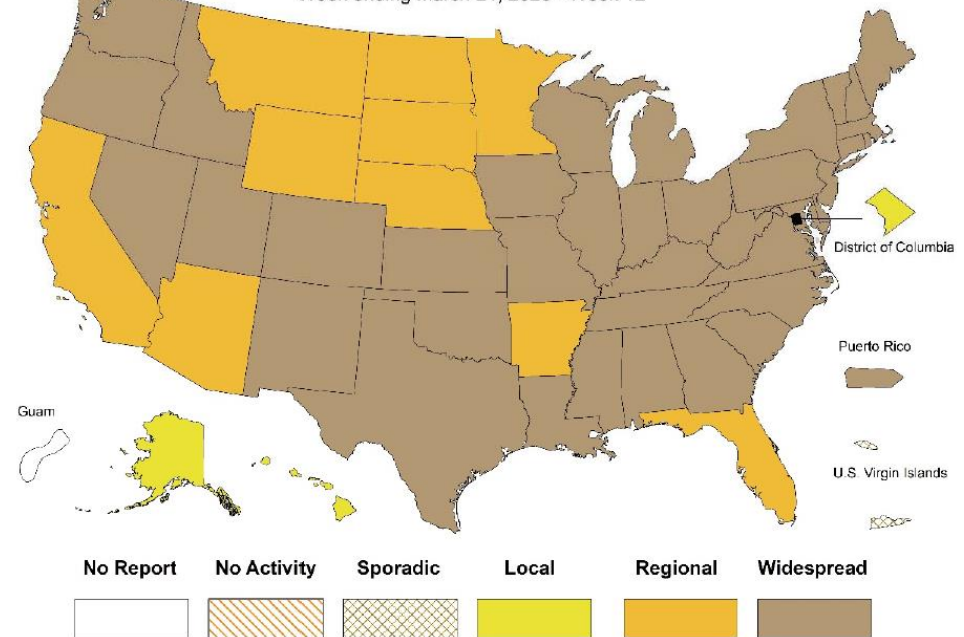 District of Columbia
Puerto Rico
Guam
U.S. Virgin Islands
No Report No Activity Sporadic Local Regional Widespread